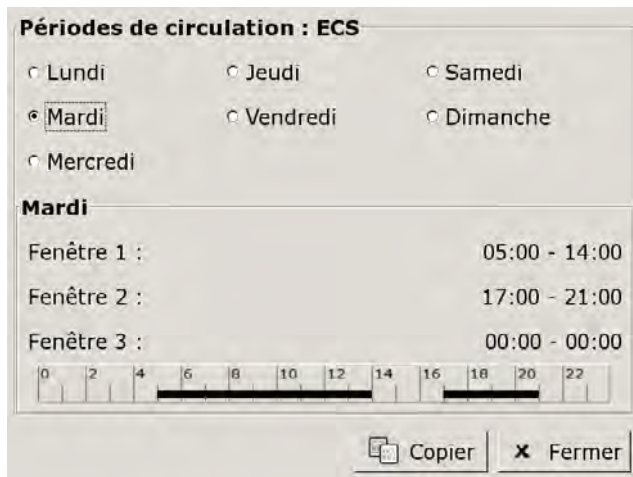 Périodes de circulation : ECS
Lundi Jeudi Samedi
Mardi Vendredi Dimanche
Mercredi
Mardi
Fenêtre 1 : 05:00 - 14:00
Fenêtre 2 : 17:00 - 21:00
Fenêtre 3 : 00:00 - 00:00
0 2 4 6 8 10 12 14 16 18 20 22
Copier x Fermer